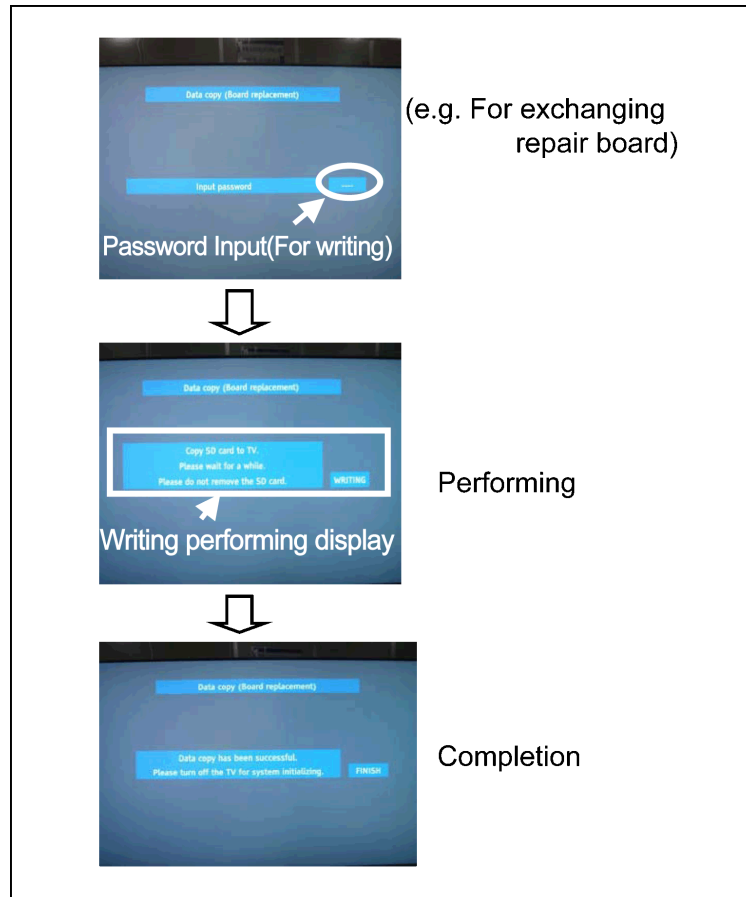 Data copy (Board replacement)
(e.g. For exchanging
repair board)
Input password
Password Input(For writing)
Data copy (Board replacement)
Copy SD card to TV.
Please wait for a while.
Please do not remove the SD card.
WRITING
Performing
Writing performing display
Data copy (Board replacement)
Data copy has been successful.
Please turn off the TV for system initializing.
FINISH
Completion